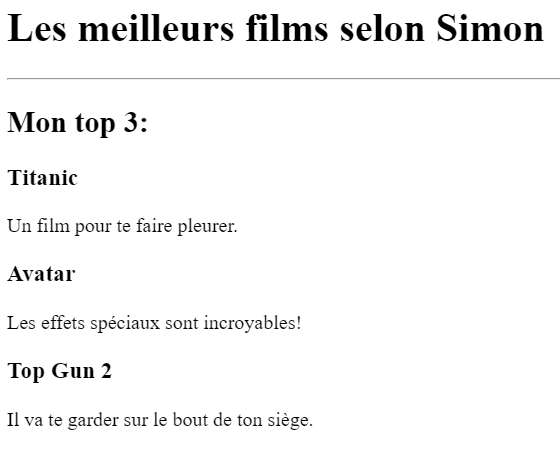 Les meilleurs films selon Simon
Mon top 3:
Titanic
Un film pour te faire pleurer.
Avatar
Les effets spéciaux sont incroyables!
Top Gun 2
Il va te garder sur le bout de ton siège.